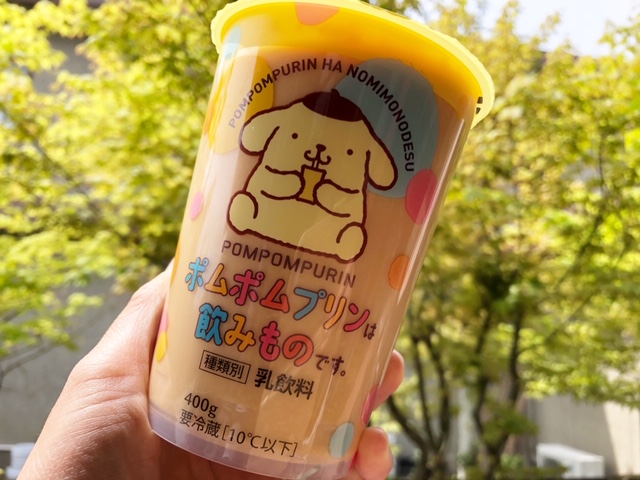 POMPOMPURIN HA NOMIMONODESU
POMPOMPURIN
ポムポムプリンは
飲みものです。
種類別 乳飲料
400g
要冷蔵[10℃以下]